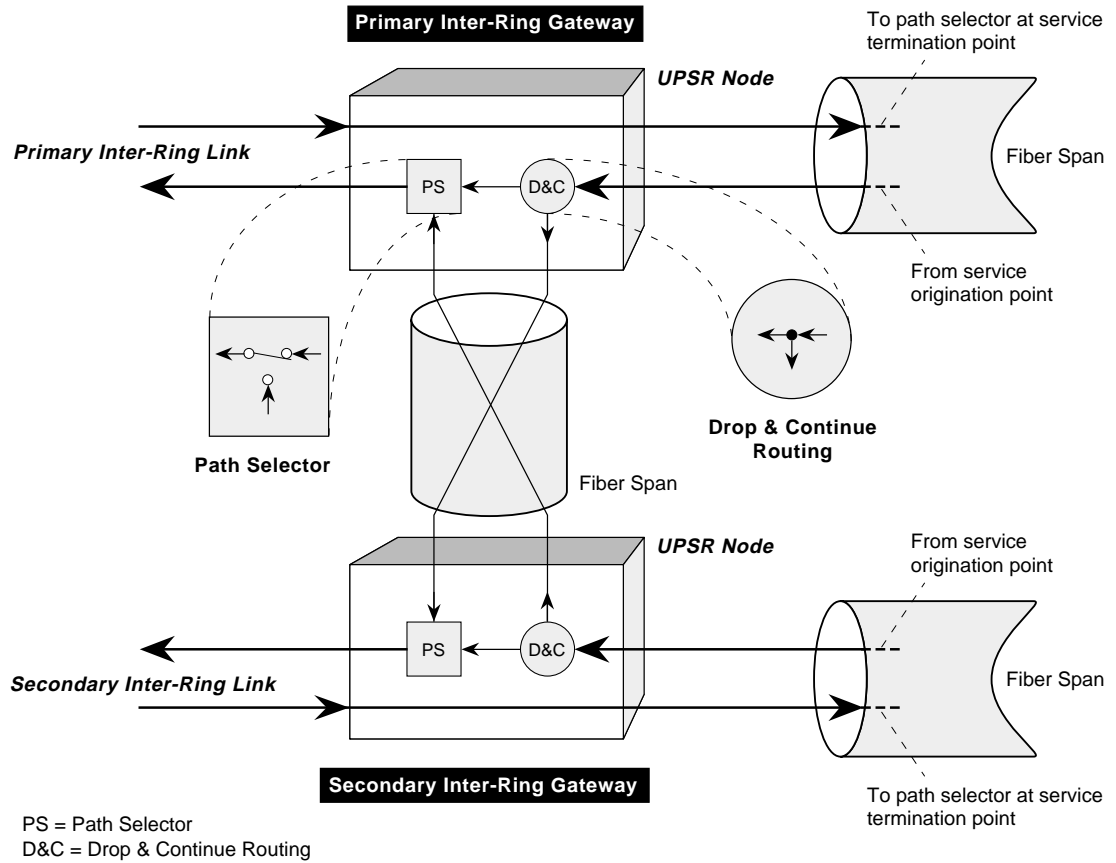 Primary Inter-Ring Gateway
To path selector at service
termination point
UPSR Node
Primary Inter-Ring Link
Fiber Span
PS
D&C
From service
origination point
Drop & Continue
Routing
Path Selector
Fiber Span
UPSR Node
From service
origination point
PS
D&C
Secondary Inter-Ring Link
Fiber Span
Secondary Inter-Ring Gateway
To path selector at service
termination point
PS = Path Selector
D&C = Drop & Continue Routing